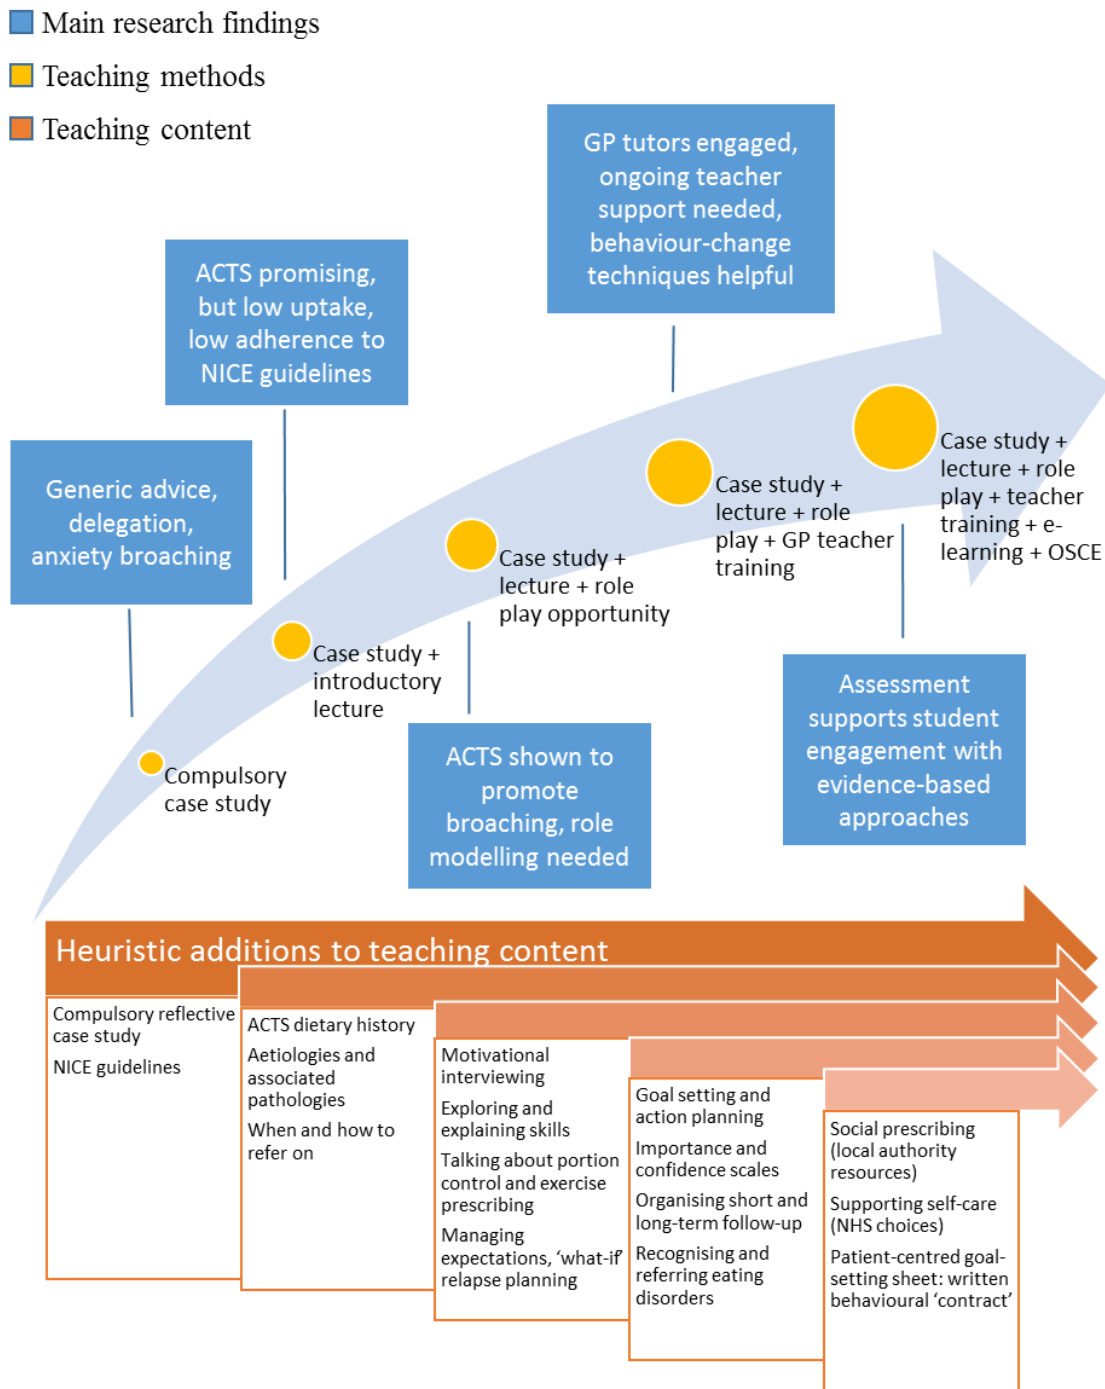 Main research findings
Teaching methods
Teaching content
GP tutors engaged,
ongoing teacher
support needed,
behaviour-change
techniques helpful
ACTS promising,
but low uptake,
low adherence to
NICE guidelines
Generic advice,
delegation,
anxiety broaching
Case study +
lecture + role
play + teacher
training + e-
learning + OSCE
Case study +
lecture + role
play + GP teacher
training
Case study +
lecture + role
play opportunity
Case study +
introductory
lecture
Compulsory
case study
ACTS shown to
promote
broaching, role
modelling needed
Assessment
supports student
engagement with
evidence-based
approaches
Heuristic additions to teaching content
Compulsory reflective
case study
NICE guidelines
ACTS dietary history
Aetiologies and
associated
pathologies
When and how to
refer on
Motivational
interviewing
Exploring and
explaining skills
Talking about portion
control and exercise
prescribing
Managing
expectations, ‘what-if’
relapse planning
Goal setting and
action planning
Importance and
confidence scales
Organising short and
long-term follow-up
Recognising and
referring eating
disorders
Social prescribing
(local authority
resources)
Supporting self-care
(NHS choices)
Patient-centred goal-
setting sheet: written
behavioural ‘contract’